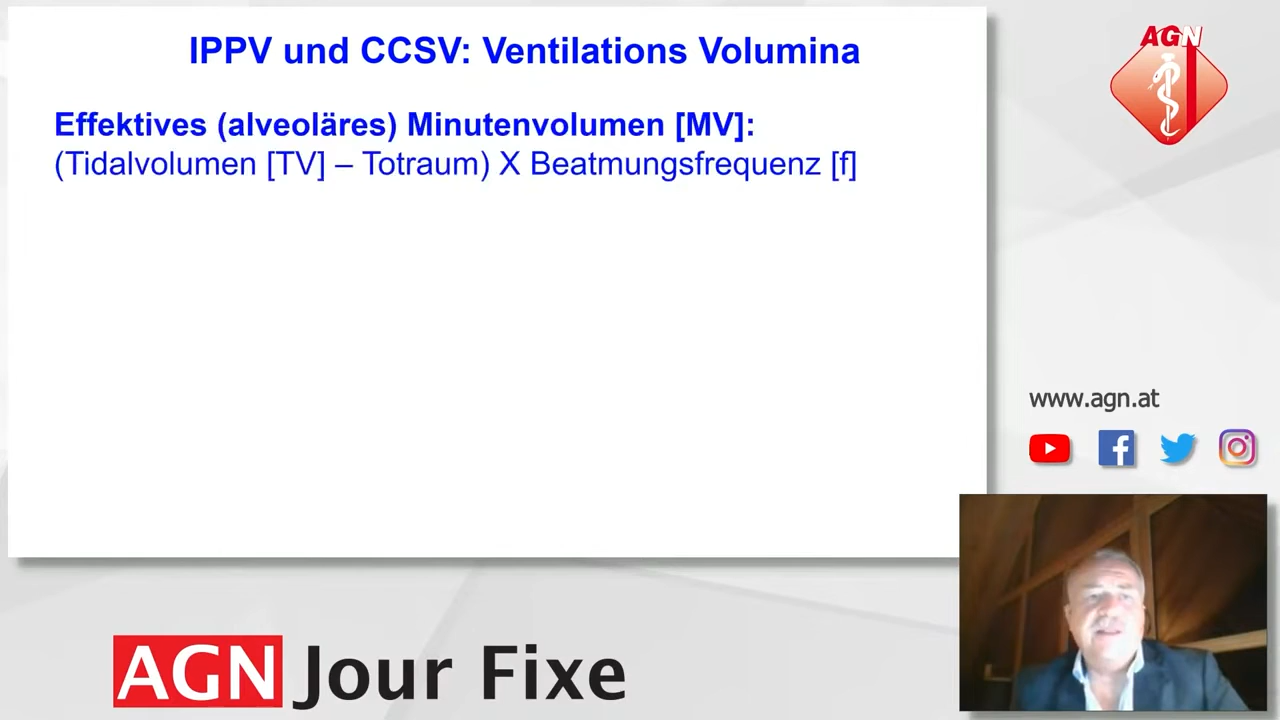 IPPV und CCSV: Ventilations Volumina
AGN
Effektives (alveoläres) Minutenvolumen [MV]:
(Tidalvolumen [TV] – Totraum) X Beatmungsfrequenz [f]
www.agn.at
AGN Jour Fixe